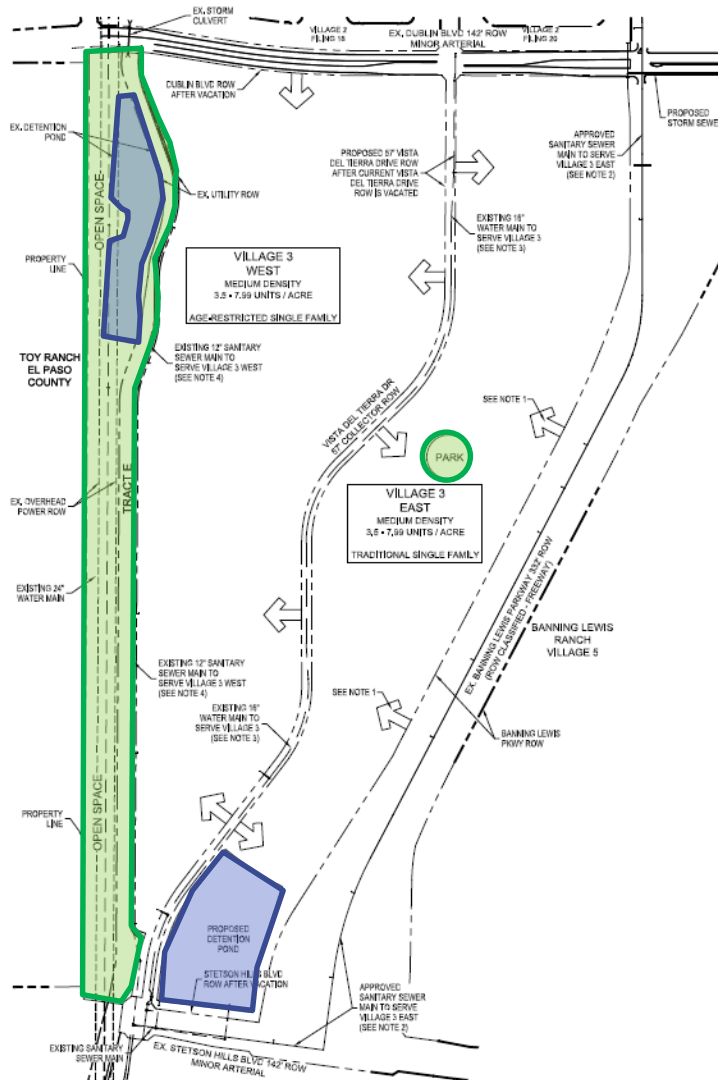 EX. STORM
CULVERT
VILLAGE 2
FILING 18
EX. DUBLIN BLVD 142' ROW
MINOR ARTERIAL
VILLAGE 2
FILING 20
DUBLIN BLVD ROW
AFTER VACATION
PROPOSED
STORM SEWE
EX. DETENTION
POND
OPEN SPACE
EX. UTILITY ROW
PROPOSED 57' VISTA
DEL TIERRA DRIVE ROW
AFTER CURRENT VISTA
DEL TIERRA DRIVE
ROW IS VACATED
APPROVED
SANITARY SEWER
MAIN TO SERVE
VILLAGE 3 EAST
(SEE NOTE 2)
EXISTING 16"
WATER MAIN TO
SERVE VILLAGE 3
(SEE NOTE 3)
PROPERTY
LINE
VILLAGE 3
WEST
MEDIUM DENSITY
3.5 - 7.99 UNITS / ACRE
AGE-RESTRICTED SINGLE FAMILY
TOY RANCH
EL PASO
COUNTY
EXISTING 12" SANITARY
SEWER MAIN TO
SERVE VILLAGE 3 WEST
(SEE NOTE 4)
VISTA DEL TIERRA DR
57' COLLECTOR ROW
SEE NOTE 1
PARK
EX. OVERHEAD
POWER ROW
TRACT E
VILLAGE 3
EAST
MEDIUM DENSITY
3.5 - 7.99 UNITS / ACRE
TRADITIONAL SINGLE FAMILY
EXISTING 24"
WATER MAIN
EX. BANNING LEWIS PARKWAY 332' ROW
(ROW CLASSIFIED - FREEWAY)
BANNING LEWIS
RANCH
VILLAGE 5
EXISTING 12" SANITARY
SEWER MAIN TO
SERVE VILLAGE 3 WEST
(SEE NOTE 4)
EXISTING 16"
WATER MAIN TO
SERVE VILLAGE 3
(SEE NOTE 3)
SEE NOTE 1
BANNING LEWIS
PKWY ROW
PROPERTY
LINE
OPEN SPACE
PROPOSED
DETENTION
POND
STETSON HILLS BLVD
ROW AFTER VACATION
APPROVED
SANITARY SEWER
MAIN TO SERVE
VILLAGE 3 EAST
(SEE NOTE 2)
EXISTING SANITARY
SEWER MAIN
EX. STETSON HILLS BLVD 142' ROW
MINOR ARTERIAL